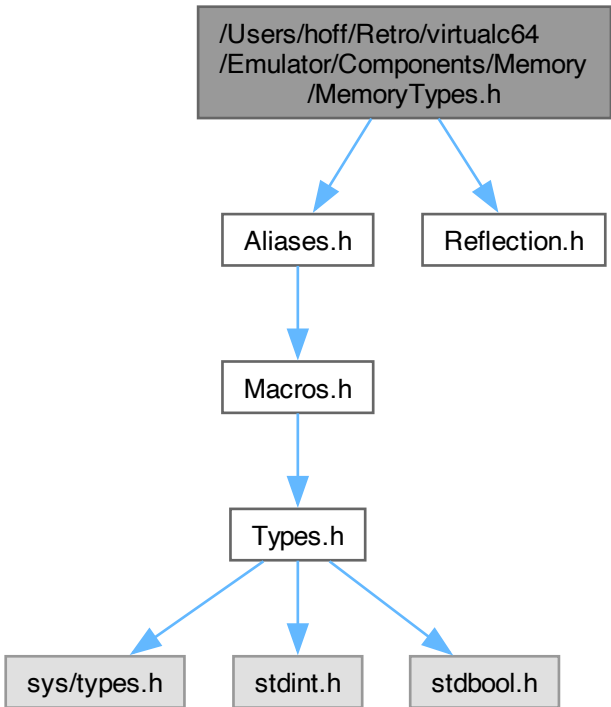 /Users/hoff/Retro/virtualc64
/Emulator/Components/Memory
/MemoryTypes.h
Aliases.h
Reflection.h
Macros.h
Types.h
sys/types.h
stdint.h
stdbool.h